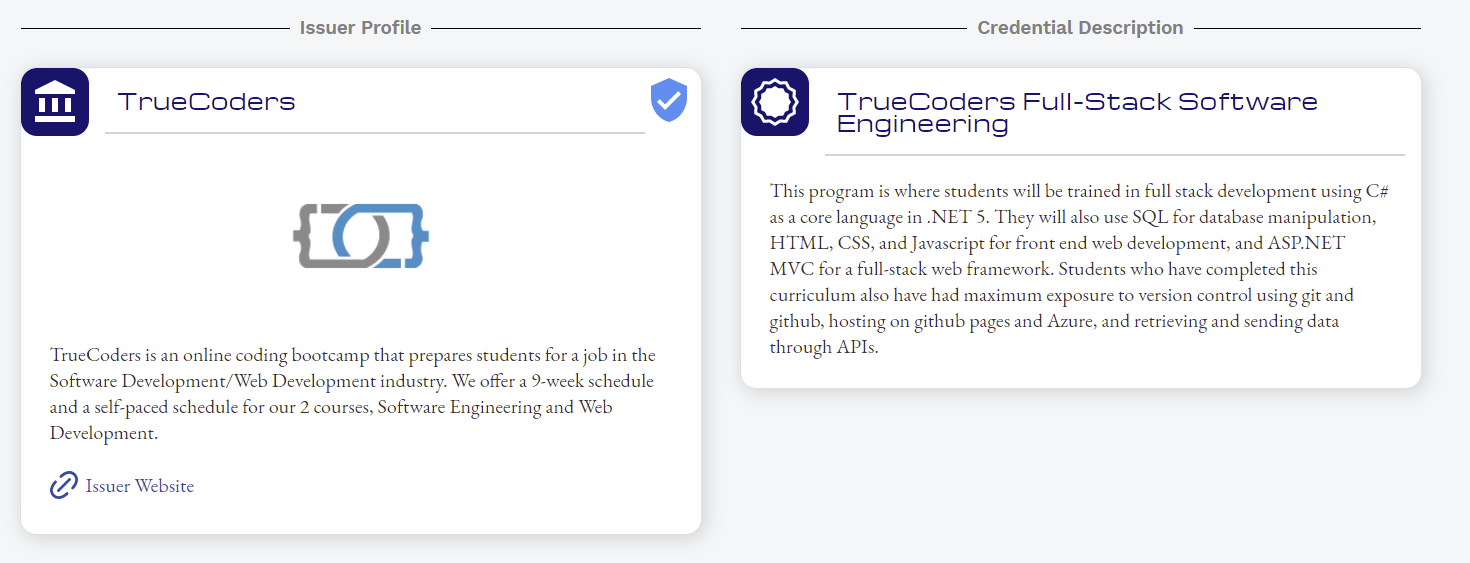 Issuer Profile
TrueCoders
TrueCoders is an online coding bootcamp that prepares students for a job in the
Software Development/Web Development industry. We offer a 9-week schedule
and a self-paced schedule for our 2 courses, Software Engineering and Web
Development.
Issuer Website
Credential Description
TrueCoders Full-Stack Software
Engineering
This program is where students will be trained in full stack development using C#
as a core language in .NET 5. They will also use SQL for database manipulation,
HTML, CSS, and Javascript for front end web development, and ASP.NET
MVC for a full-stack web framework. Students who have completed this
curriculum also have had maximum exposure to version control using git and
github, hosting on github pages and Azure, and retrieving and sending data
through APIs.